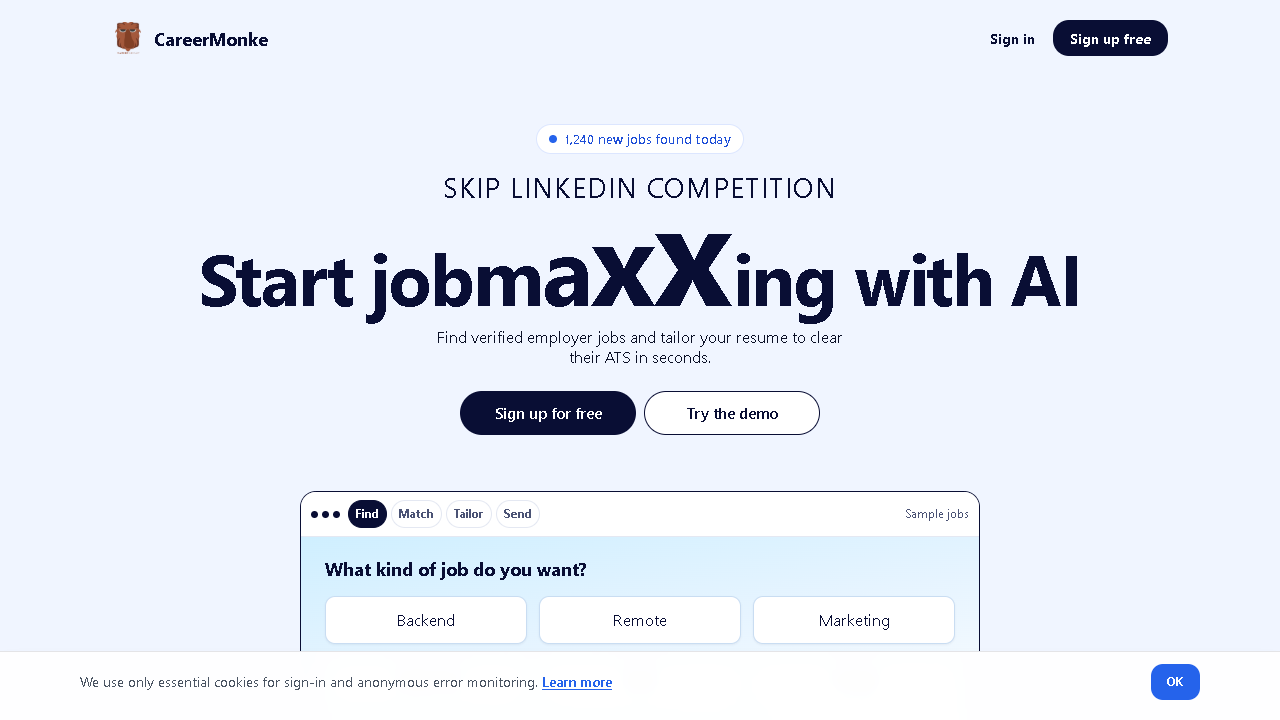 CareerMonke
Sign in
Sign up free
1,240 new jobs found today
SKIP LINKEDIN COMPETITION
Start jobmaxXing with AI
Find verified employer jobs and tailor your resume to clear
their ATS in seconds.
Sign up for free
Try the demo
Find
Match
Tailor
Send
Sample jobs
What kind of job do you want?
Backend
Remote
Marketing
We use only essential cookies for sign-in and anonymous error monitoring. Learn more
OK